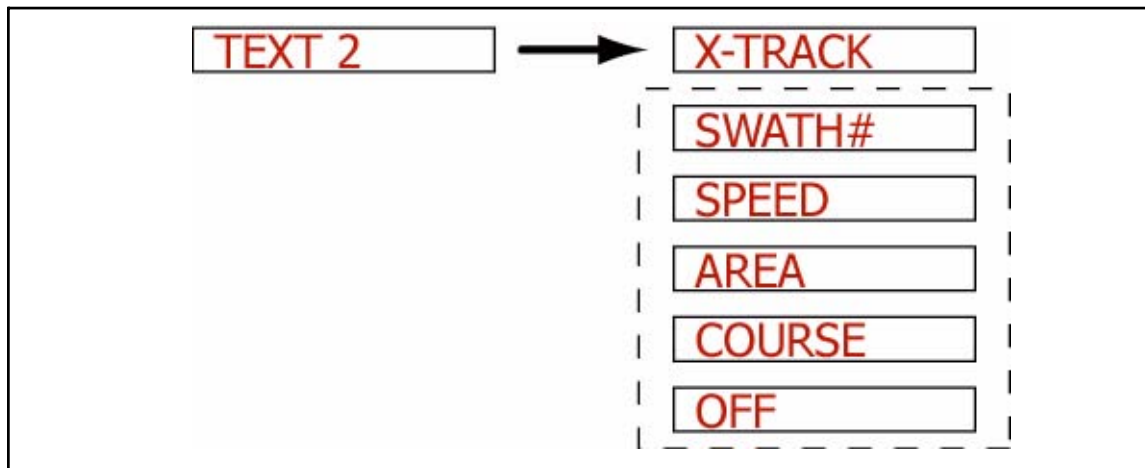 TEXT 2 X-TRACK
SWATH#
SPEED
AREA
COURSE
OFF